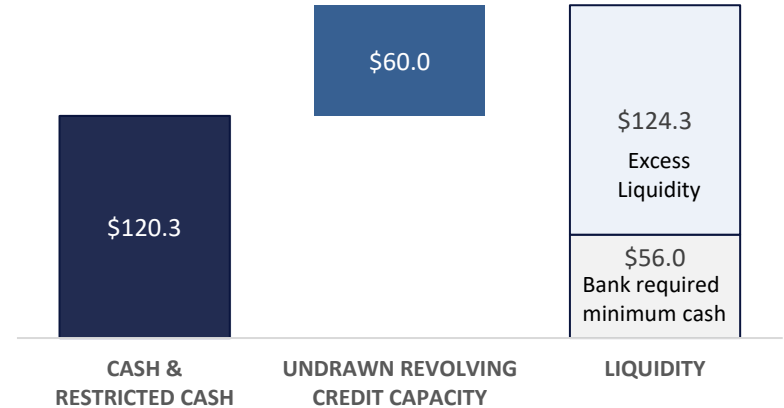 $60.0
$124.3
Excess
Liquidity
$120.3
$56.0
Bank required
minimum cash
CASH &
RESTRICTED CASH
UNDRAWN REVOLVING
CREDIT CAPACITY
LIQUIDITY